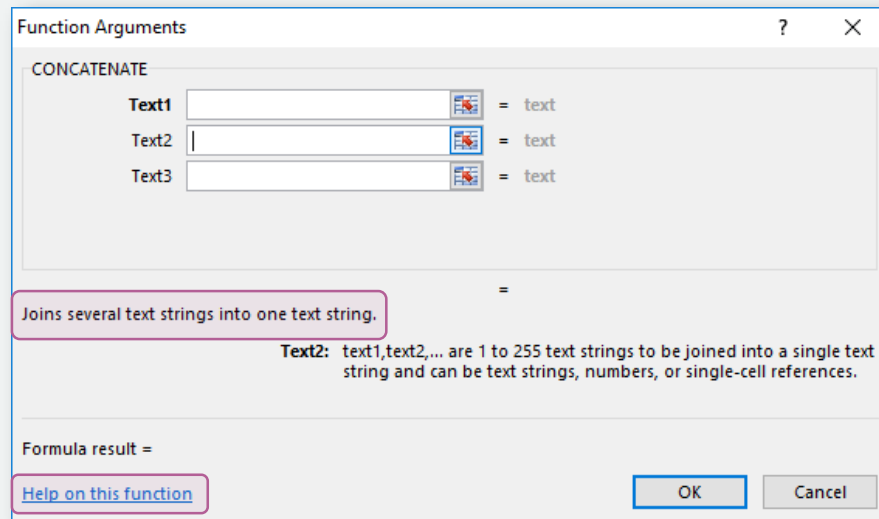 Function Arguments ? ×
CONCATENATE
Text1 = text
Text2 = text
Text3 = text
=
Joins several text strings into one text string.
Text2: text1,text2,... are 1 to 255 text strings to be joined into a single text
string and can be text strings, numbers, or single-cell references.
Formula result =
Help on this function OK Cancel